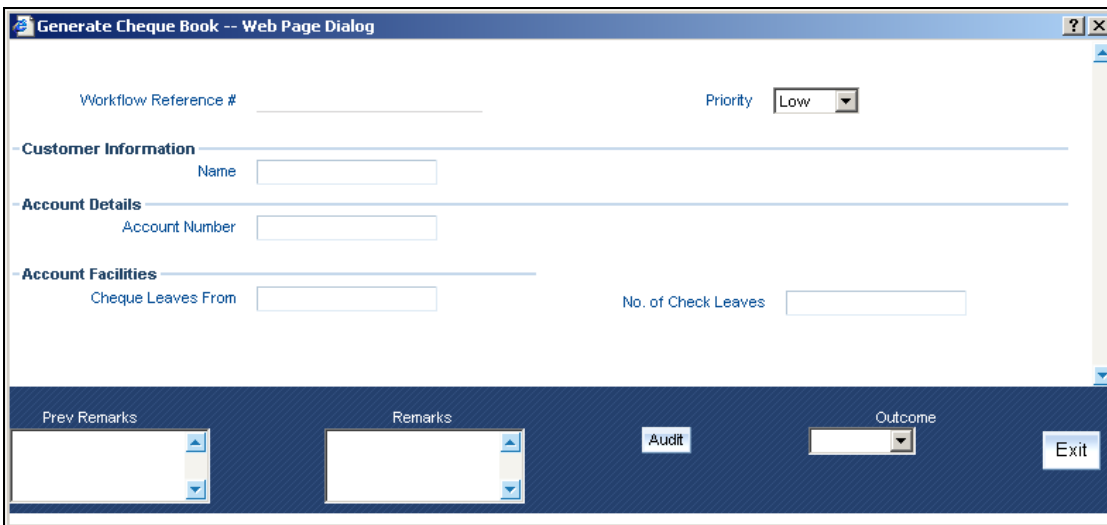 Generate Cheque Book -- Web Page Dialog
Workflow Reference #
Priority Low
Customer Information
Name
Account Details
Account Number
Account Facilities
Cheque Leaves From
No. of Check Leaves
Prev Remarks
Remarks
Audit
Outcome
Exit